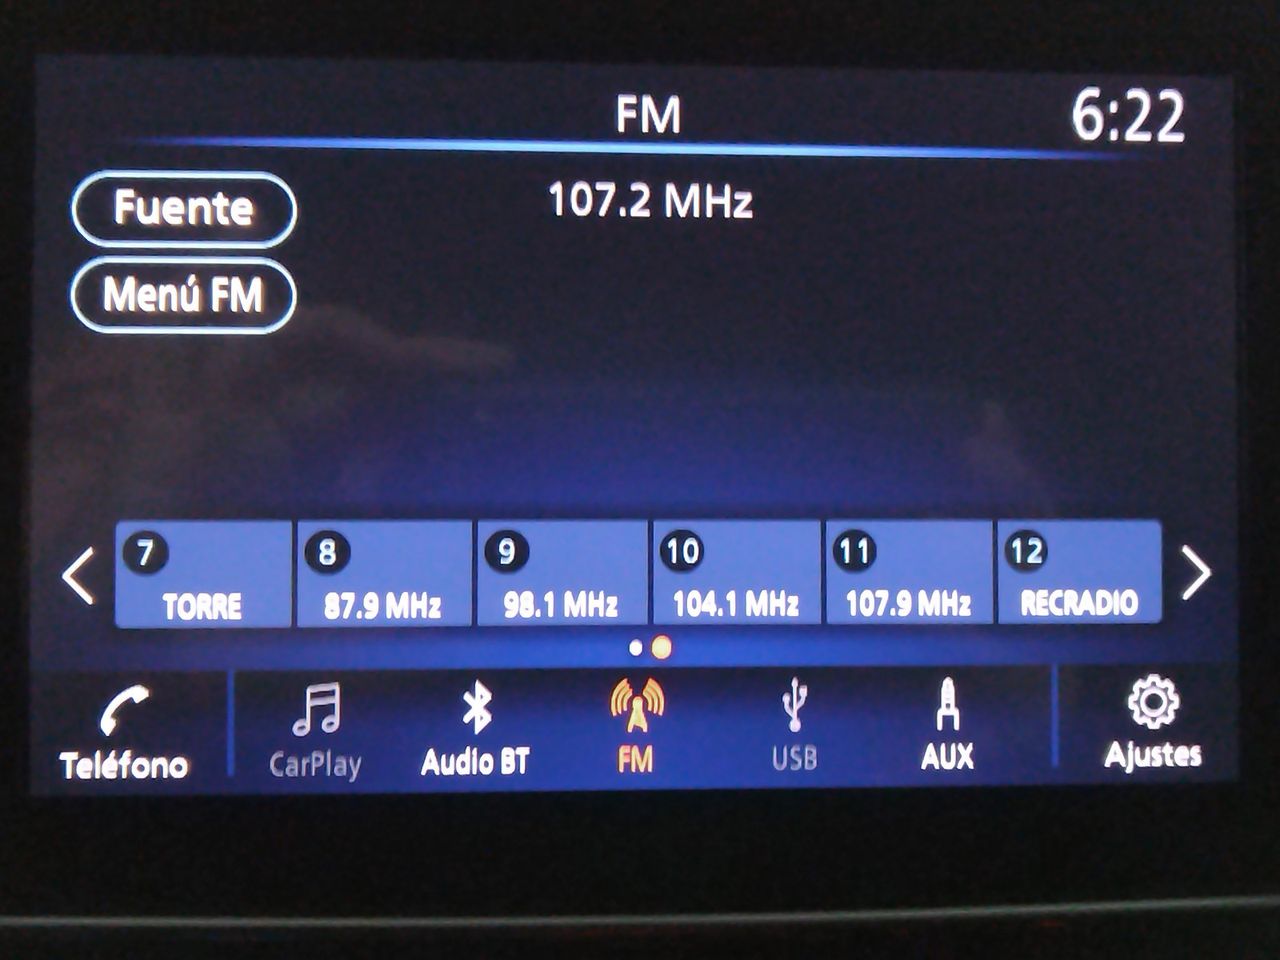 FM
6:22
Fuente
107.2 MHz
Menú FM
7
8
9
10
11
12
TORRE
87.9 MHz
98.1 MHz
104.1 MHz
107.9 MHz
RECRADIO
Teléfono
CarPlay
Audio BT
FM
USB
AUX
Ajustes